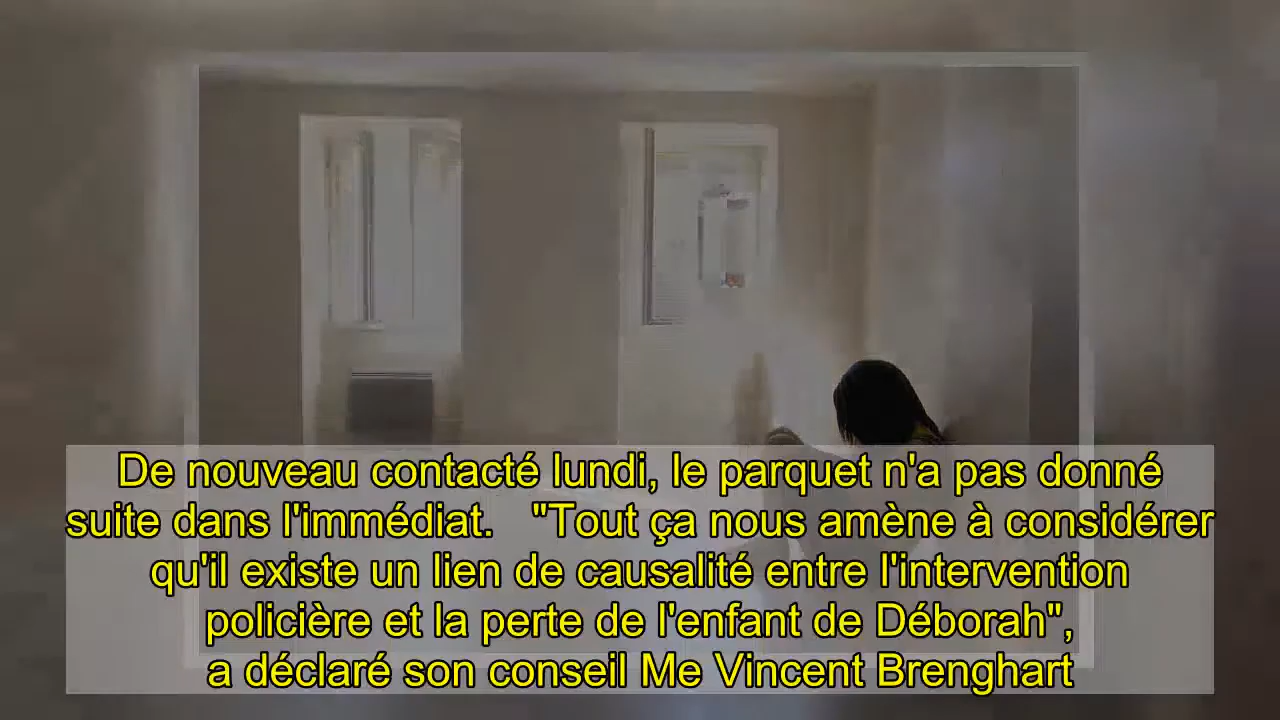 De nouveau contacté lundi, le parquet n'a pas donné
suite dans l'immédiat.   "Tout ça nous amène à considérer
qu'il existe un lien de causalité entre l'intervention
policière et la perte de l'enfant de Déborah",
a déclaré son conseil Me Vincent Brenghart